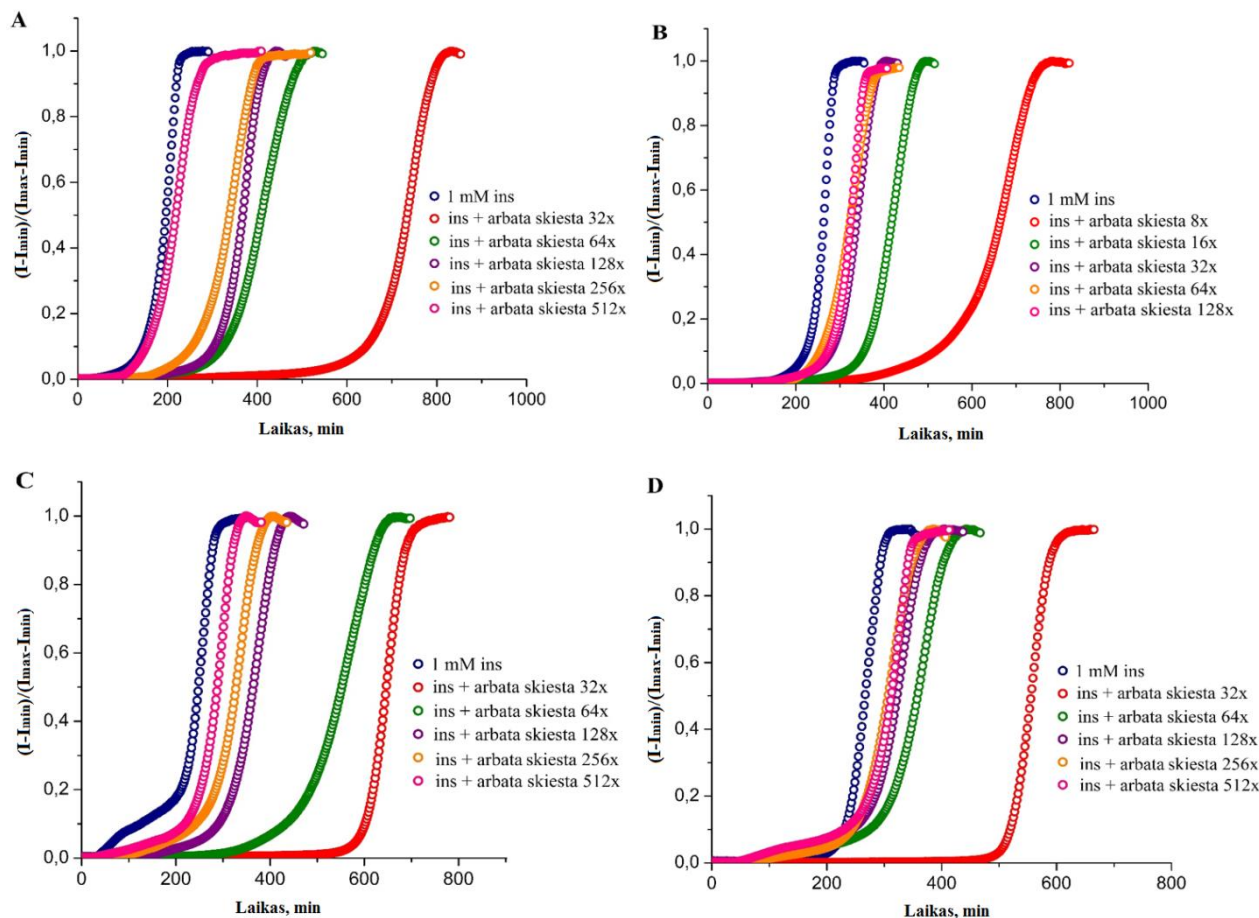 A
(I-Imin)/(Imax-Imin)
1,0
0,8
0,6
0,4
0,2
0,0
1 mM ins
ins + arbata skiesta 32x
ins + arbata skiesta 64x
ins + arbata skiesta 128x
ins + arbata skiesta 256x
ins + arbata skiesta 512x
0 200 400 600 800 1000
Laikas, min
B
(I-Imin)/(Imax-Imin)
1,0
0,8
0,6
0,4
0,2
0,0
1 mM ins
ins + arbata skiesta 8x
ins + arbata skiesta 16x
ins + arbata skiesta 32x
ins + arbata skiesta 64x
ins + arbata skiesta 128x
0 200 400 600 800 1000
Laikas, min
C
(I-Imin)/(Imax-Imin)
1,0
0,8
0,6
0,4
0,2
0,0
1 mM ins
ins + arbata skiesta 32x
ins + arbata skiesta 64x
ins + arbata skiesta 128x
ins + arbata skiesta 256x
ins + arbata skiesta 512x
0 200 400 600 800
Laikas, min
D
(I-Imin)/(Imax-Imin)
1,0
0,8
0,6
0,4
0,2
0,0
1 mM ins
ins + arbata skiesta 32x
ins + arbata skiesta 64x
ins + arbata skiesta 128x
ins + arbata skiesta 256x
ins + arbata skiesta 512x
0 200 400 600 800
Laikas, min